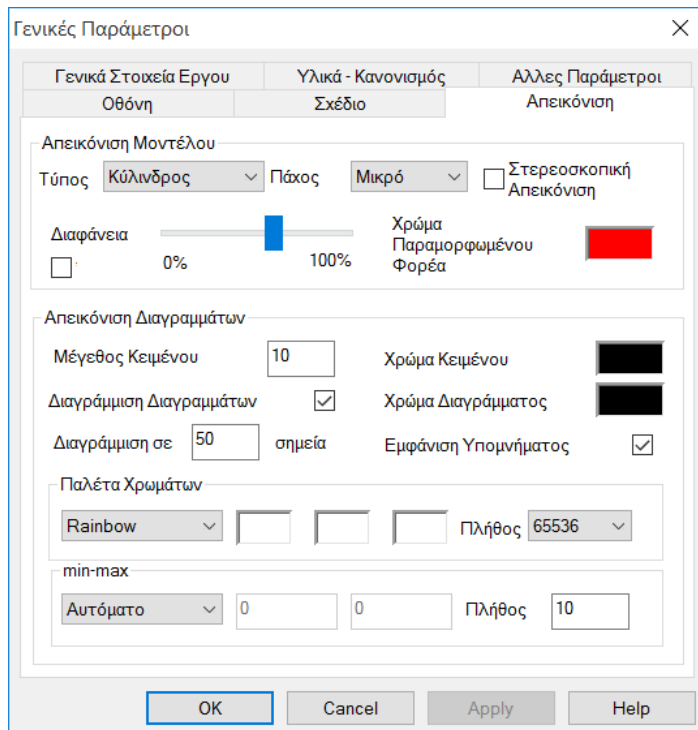 Γενικές Παράμετροι
Γενικά Στοιχεία Εργου Υλικά - Κανονισμός Αλλες Παράμετροι
Οθόνη Σχέδιο Απεικόνιση
Απεικόνιση Μοντέλου
Τύπος Κύλινδρος Πάχος Μικρό Στερεοσκοπική
Απεικόνιση
Διαφάνεια
0% 100%
Χρώμα
Παραμορφωμένου
Φορέα
Απεικόνιση Διαγραμμάτων
Μέγεθος Κειμένου 10 Χρώμα Κειμένου
Διαγράμμιση Διαγραμμάτων Χρώμα Διαγράμματος
Διαγράμμιση σε 50 σημεία Εμφάνιση Υπομνήματος
Παλέτα Χρωμάτων
Rainbow Πλήθος 65536
min-max
Αυτόματο 0 0 Πλήθος 10
OK Cancel Apply Help